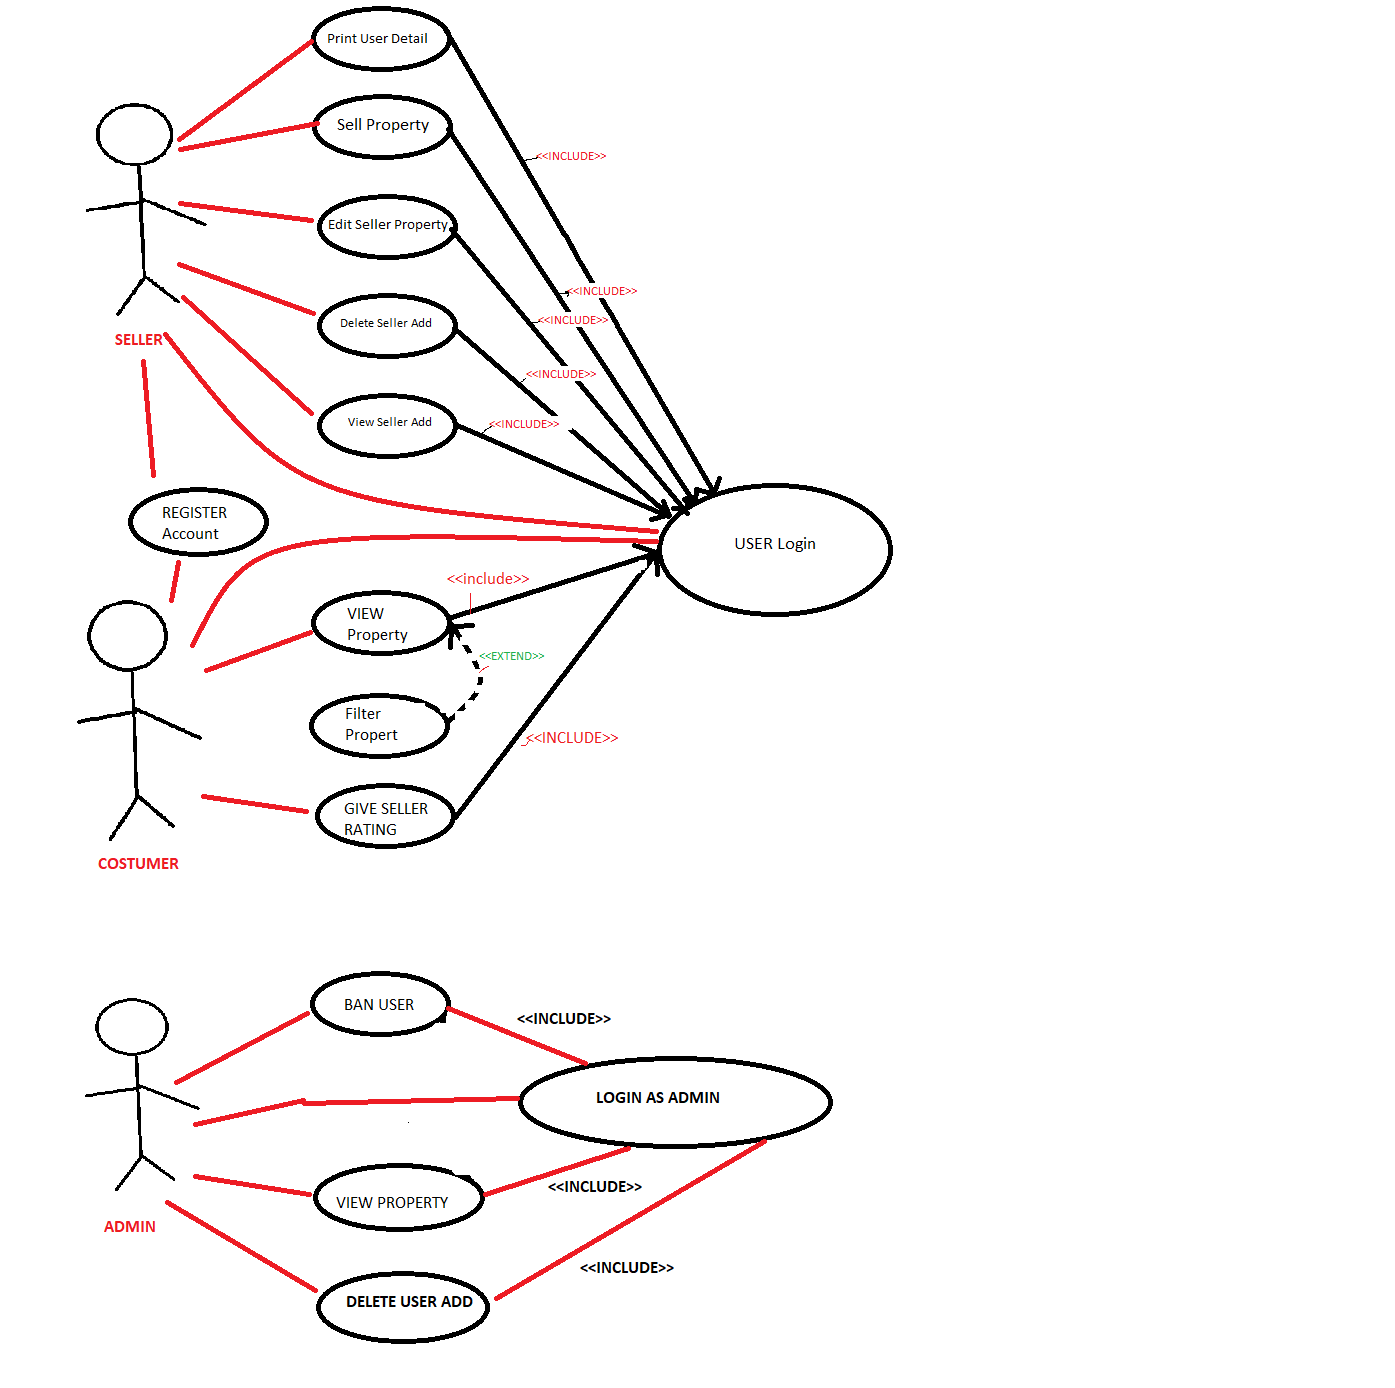 Print User Detail
Sell Property
<<INCLUDE>>
Edit Seller Property
<<INCLUDE>>
<<INCLUDE>>
Delete Seller Add
SELLER
<<INCLUDE>>
View Seller Add
<<INCLUDE>>
REGISTER
Account
USER Login
<<include>>
VIEW
Property
<<EXTEND>>
Filter
Propert
<<INCLUDE>>
GIVE SELLER
RATING
COSTUMER
BAN USER
<<INCLUDE>>
LOGIN AS ADMIN
<<INCLUDE>>
VIEW PROPERTY
ADMIN
<<INCLUDE>>
DELETE USER ADD